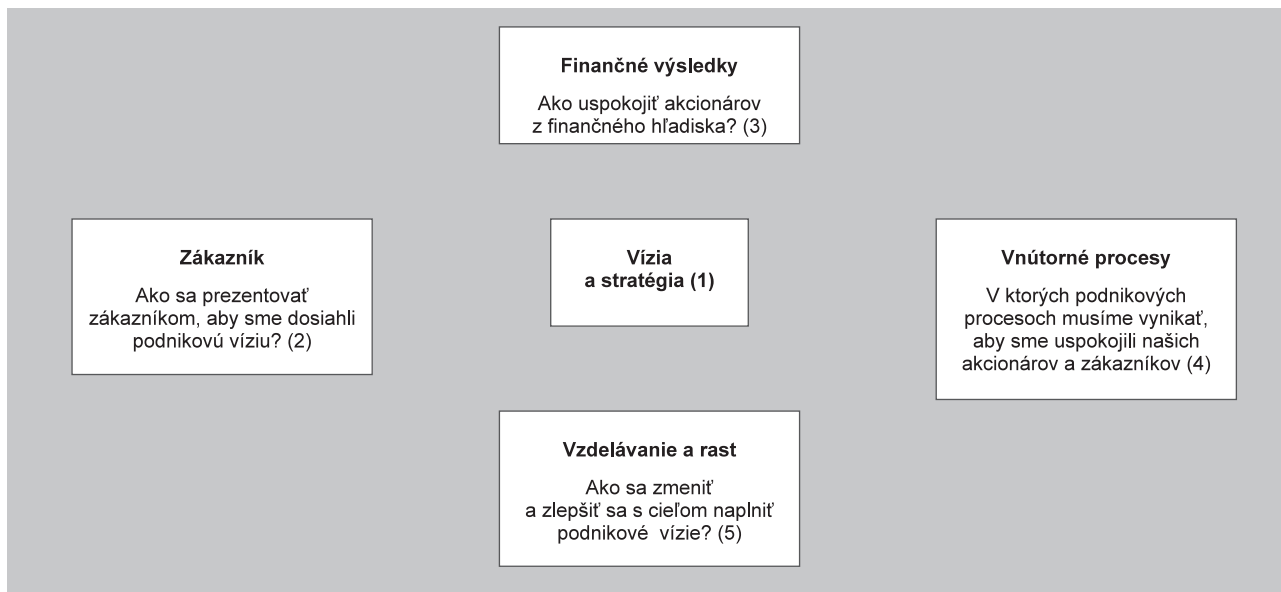 Finančné výsledky
Ako uspokojiť akcionárov
z finančného hľadiska? (3)
Zákazník
Ako sa prezentovať
zákazníkom, aby sme dosiahli
podnikovú víziu? (2)
Vízia
a stratégia (1)
Vnútorné procesy
V ktorých podnikových
procesoch musíme vynikať,
aby sme uspokojili našich
akcionárov a zákazníkov (4)
Vzdelávanie a rast
Ako sa zmeniť
a zlepšiť sa s cieľom naplniť
podnikové vízie? (5)